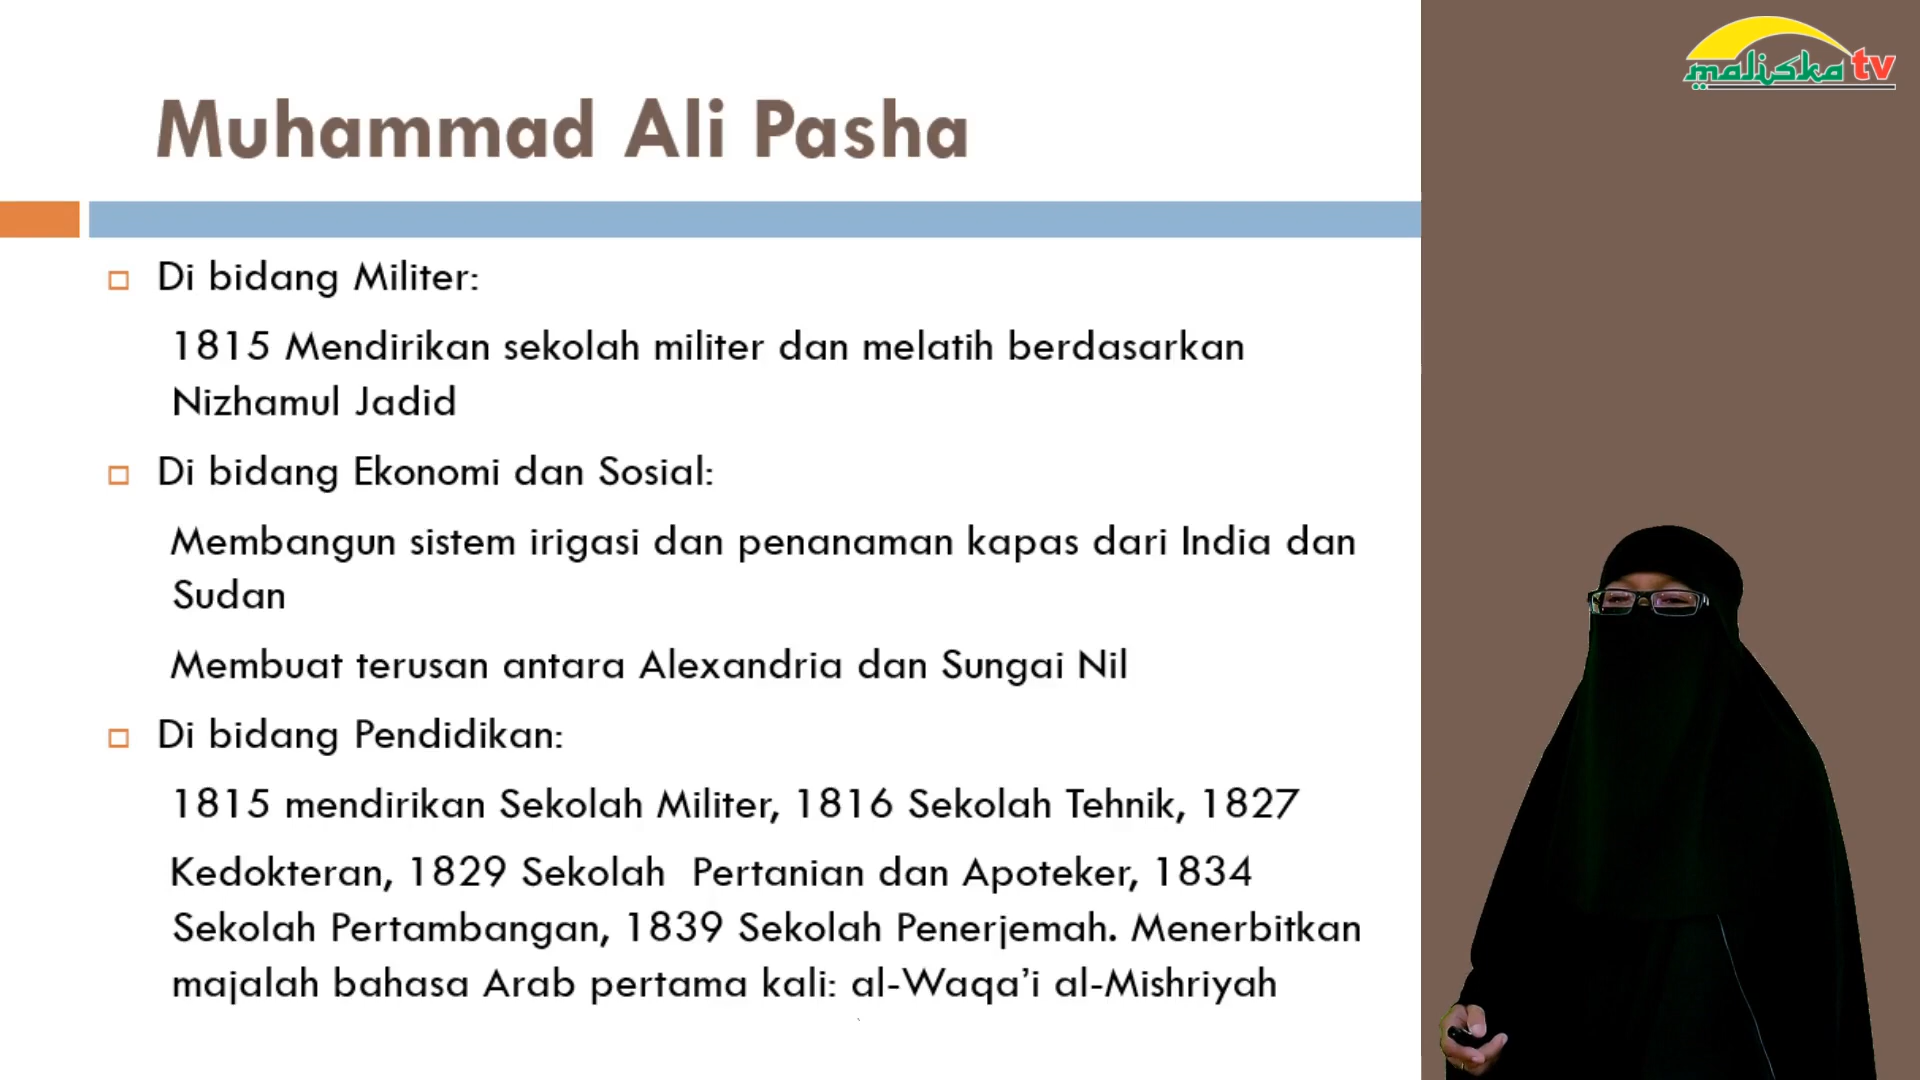 maliska tv
Muhammad Ali Pasha
Di bidang Militer:
1815 Mendirikan sekolah militer dan melatih berdasarkan
Nizhamul Jadid
Di bidang Ekonomi dan Sosial:
Membangun sistem irigasi dan penanaman kapas dari India dan
Sudan
Membuat terusan antara Alexandria dan Sungai Nil
Di bidang Pendidikan:
1815 mendirikan Sekolah Militer, 1816 Sekolah Tehnik, 1827
Kedokteran, 1829 Sekolah Pertanian dan Apoteker, 1834
Sekolah Pertambangan, 1839 Sekolah Penerjemah. Menerbitkan
majalah bahasa Arab pertama kali: al-Waqa’i al-Mishriyah